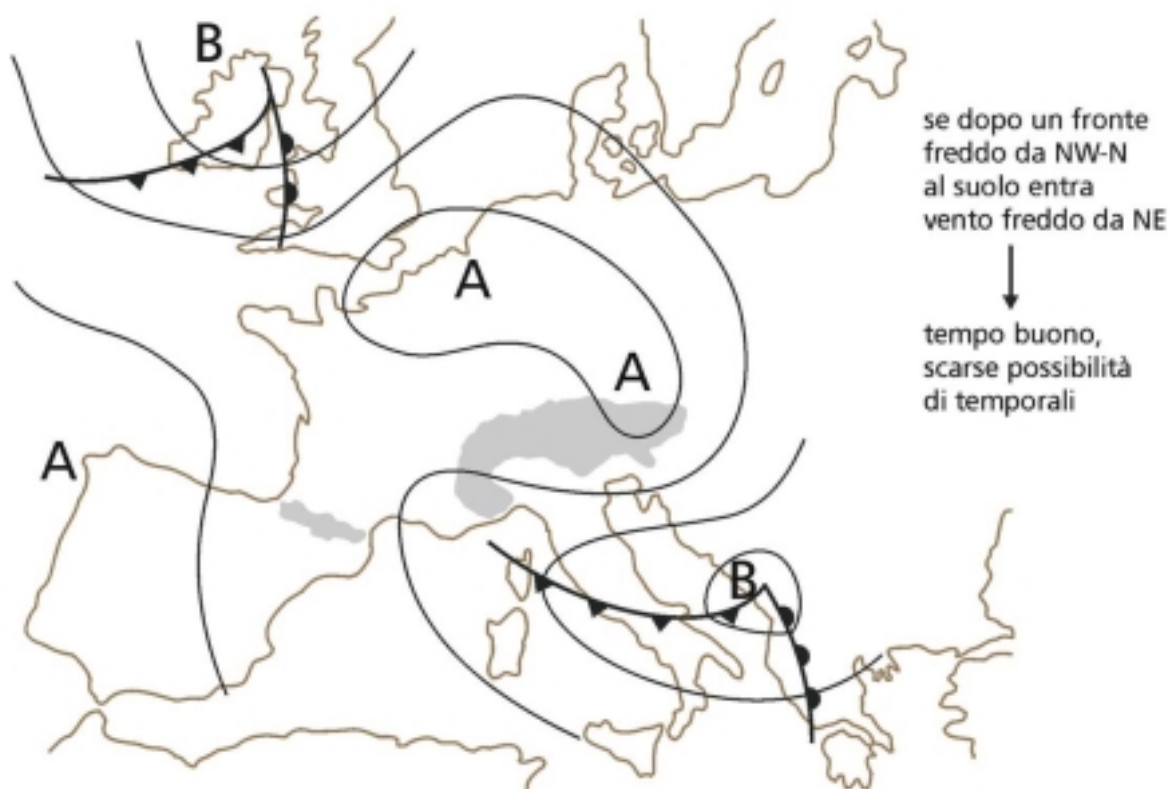 B
se dopo un fronte
freddo da NW-N
al suolo entra
vento freddo da NE
A
tempo buono,
scarse possibilità
di temporali
A
A
B